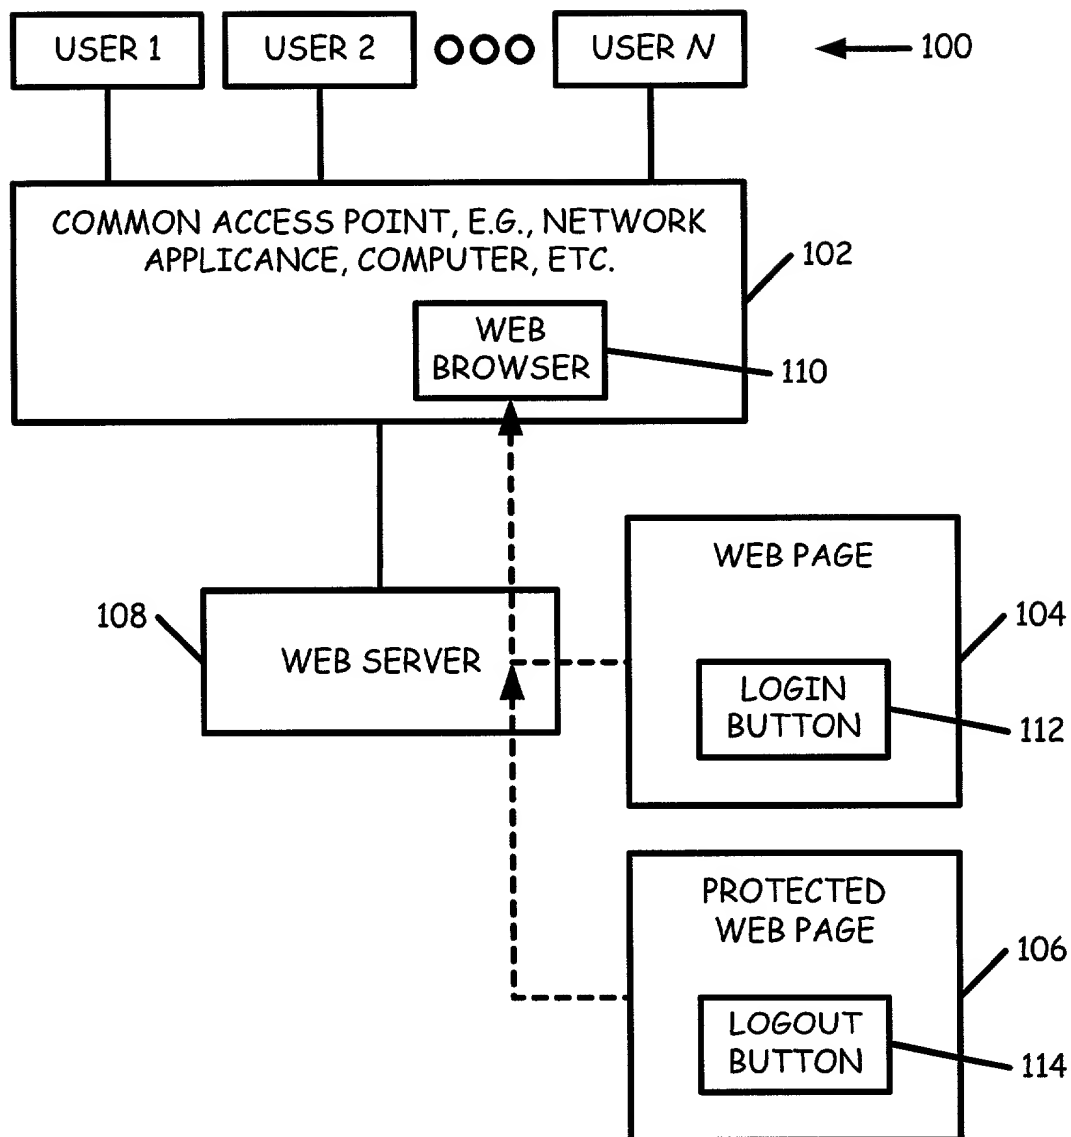 USER 1
USER 2
USER N
100
COMMON ACCESS POINT, E.G., NETWORK
APPLICANCE, COMPUTER, ETC.
102
WEB
BROWSER
110
WEB PAGE
108
104
WEB SERVER
LOGIN
BUTTON
112
PROTECTED
WEB PAGE
106
LOGOUT
BUTTON
114